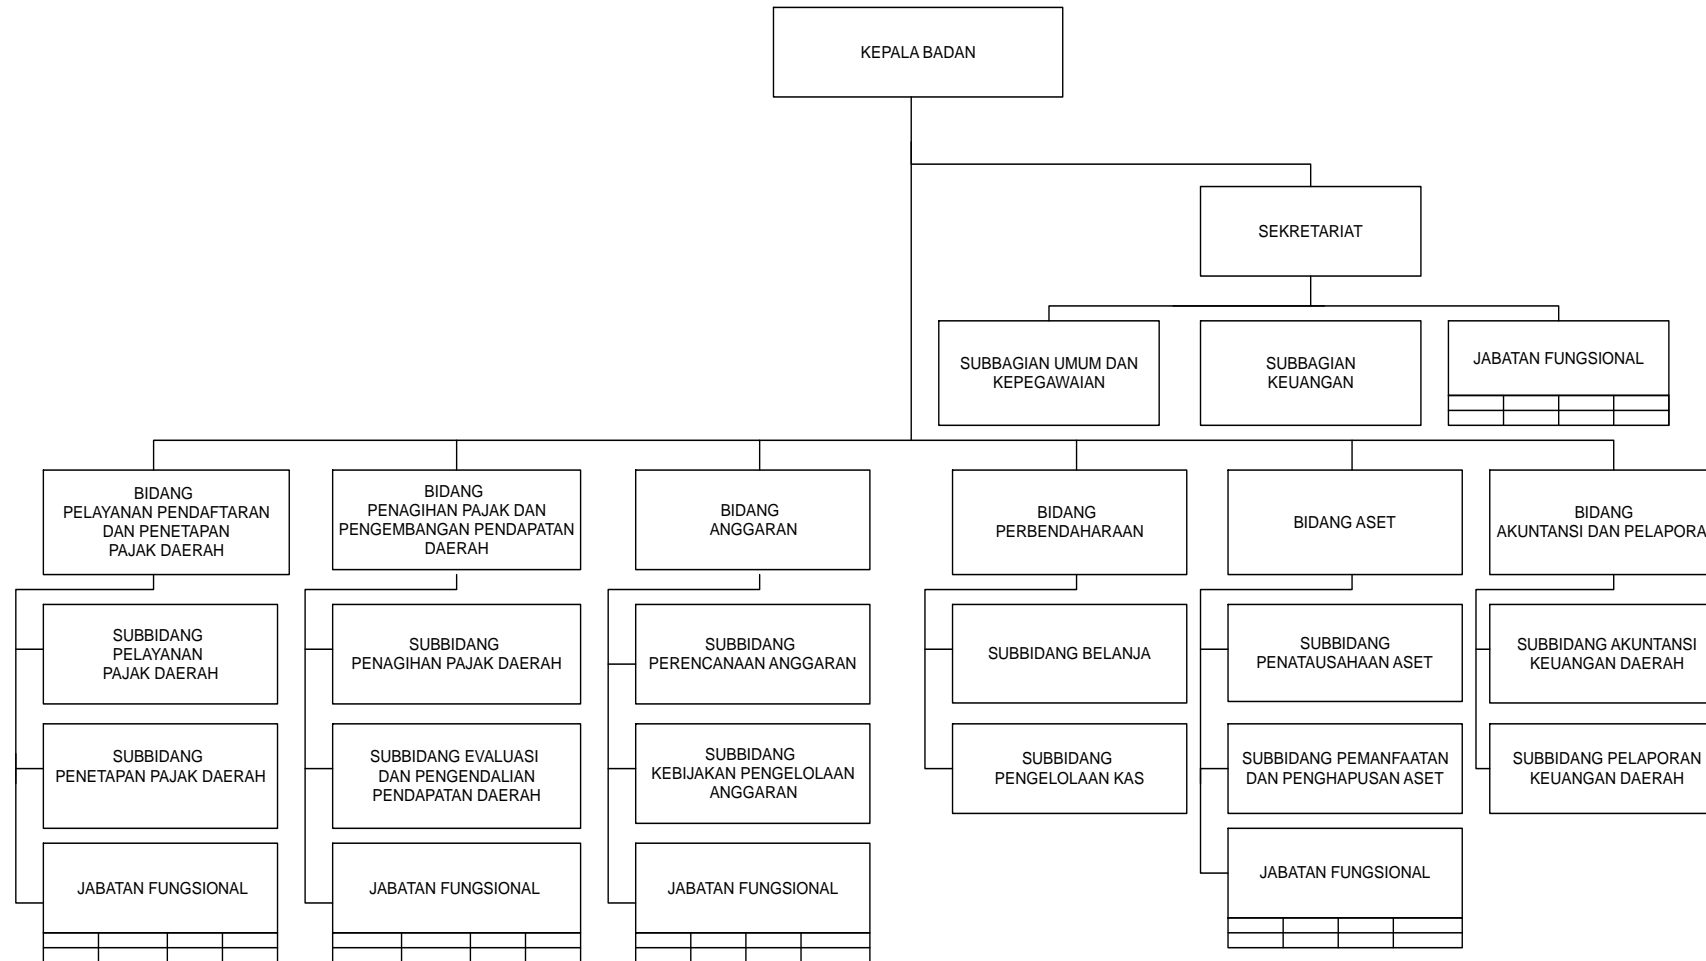 KEPALA BADAN
SEKRETARIAT
SUBBAGIAN UMUM DAN
KEPEGAWAIAN
SUBBAGIAN
KEUANGAN
JABATAN FUNGSIONAL
BIDANG
PELAYANAN PENDAFTARAN
DAN PENETAPAN
PAJAK DAERAH
BIDANG
PENAGIHAN PAJAK DAN
PENGEMBANGAN PENDAPATAN
DAERAH
BIDANG
ANGGARAN
BIDANG
PERBENDAHARAAN
BIDANG ASET
BIDANG
AKUNTANSI DAN PELAPORA
SUBBIDANG
PELAYANAN
PAJAK DAERAH
SUBBIDANG
PENAGIHAN PAJAK DAERAH
SUBBIDANG
PERENCANAAN ANGGARAN
SUBBIDANG BELANJA
SUBBIDANG
PENATAUSAHAAN ASET
SUBBIDANG AKUNTANSI
KEUANGAN DAERAH
SUBBIDANG
PENETAPAN PAJAK DAERAH
SUBBIDANG EVALUASI
DAN PENGENDALIAN
PENDAPATAN DAERAH
SUBBIDANG
KEBIJAKAN PENGELOLAAN
ANGGARAN
SUBBIDANG
PENGELOLAAN KAS
SUBBIDANG PEMANFAATAN
DAN PENGHAPUSAN ASET
SUBBIDANG PELAPORAN
KEUANGAN DAERAH
JABATAN FUNGSIONAL
JABATAN FUNGSIONAL
JABATAN FUNGSIONAL
JABATAN FUNGSIONAL